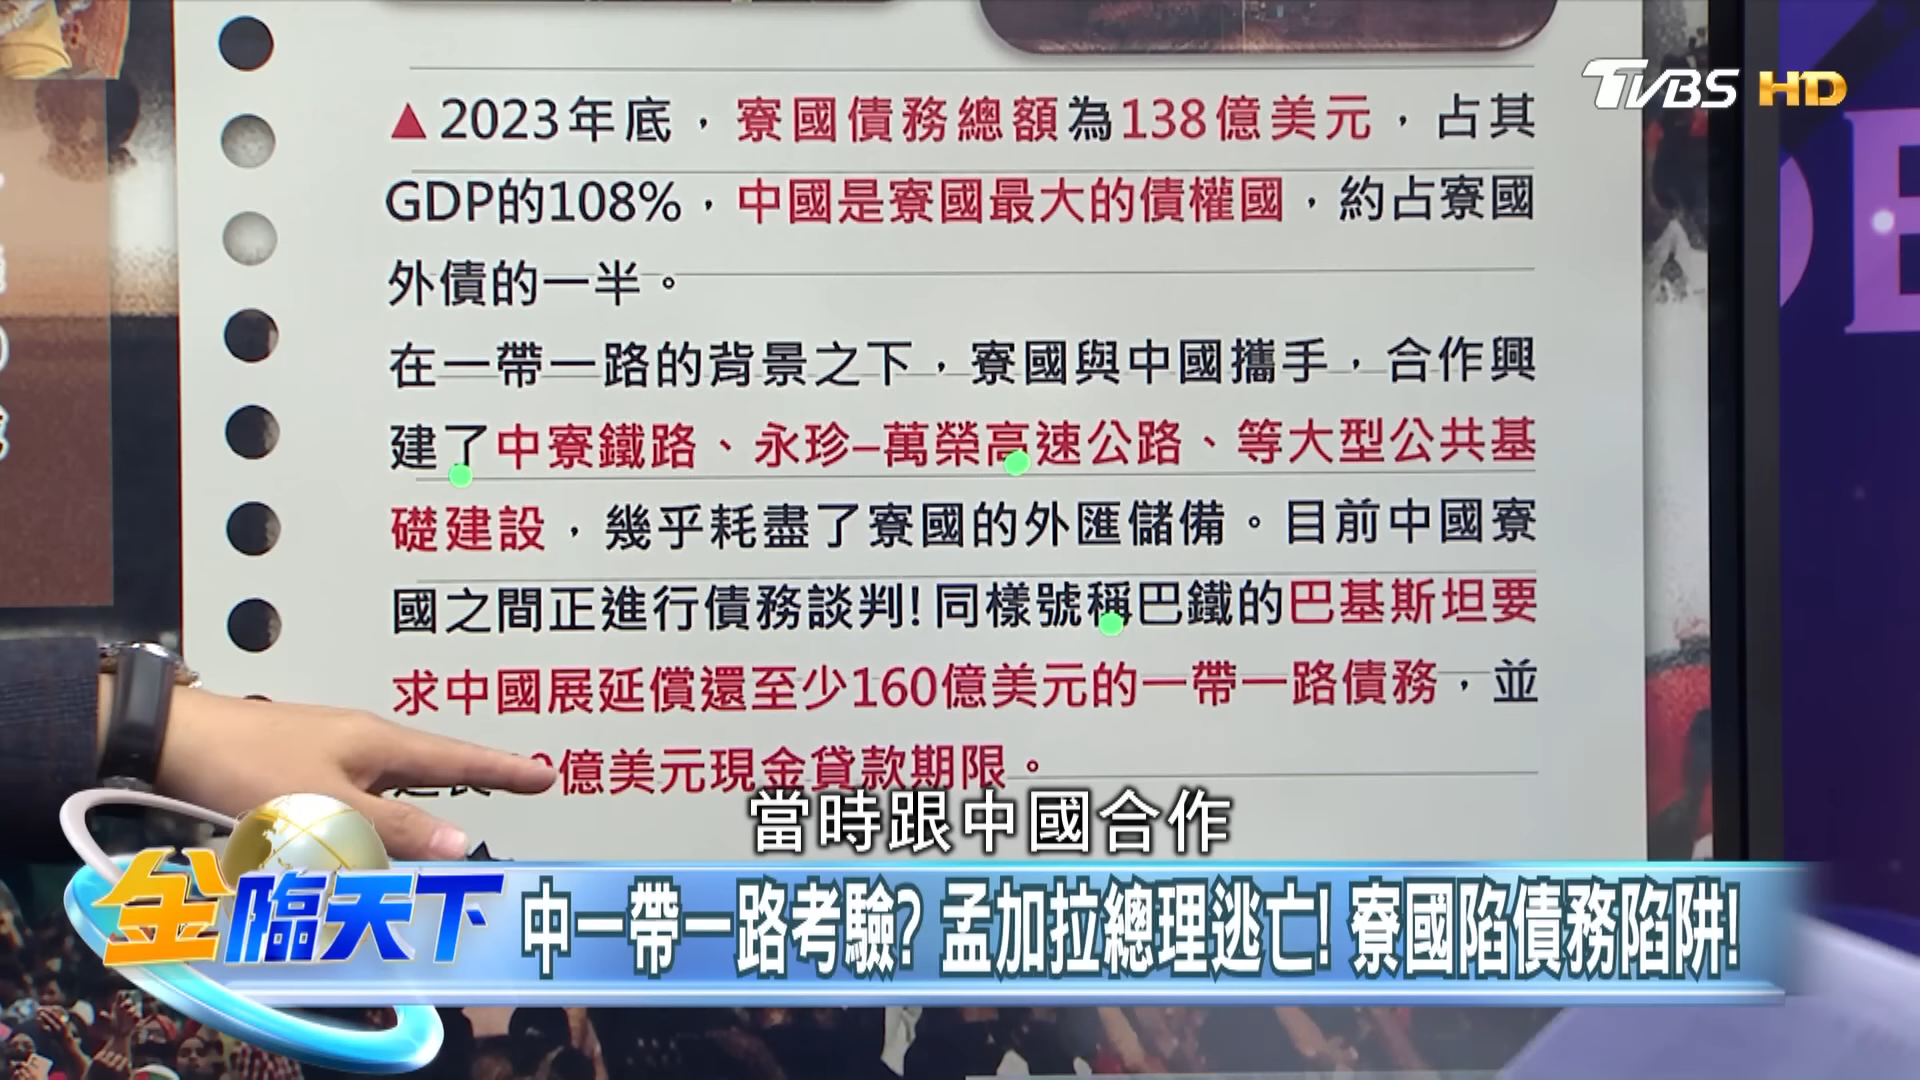 TVBS HD
▲2023年底，寮國債務總額為138億美元，占其
GDP的108%，中國是寮國最大的債權國，約占寮國
外債的一半。
在一帶一路的背景之下，寮國與中國攜手，合作興
建了中寮鐵路、永珍–萬榮高速公路、等大型公共基
礎建設，幾乎耗盡了寮國的外匯儲備。目前中國寮
國之間正進行債務談判!同樣號稱巴鐵的巴基斯坦要
求中國展延償還至少160億美元的一帶一路債務，並
億美元現金貸款期限。
當時跟中國合作
金臨天下
中一帶一路考驗? 孟加拉總理逃亡! 寮國陷債務陷阱!